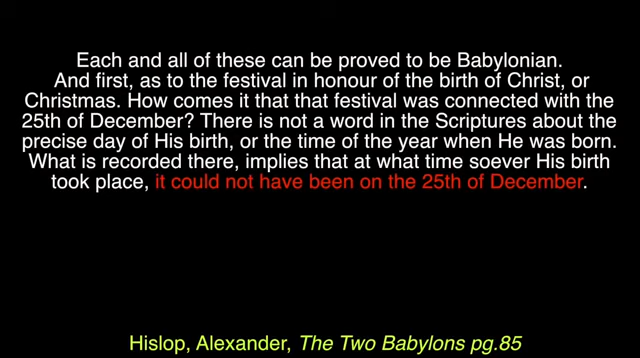 Each and all of these can be proved to be Babylonian.
And first, as to the festival in honour of the birth of Christ, or
Christmas. How comes it that that festival was connected with the
25th of December? There is not a word in the Scriptures about the
precise day of His birth, or the time of the year when He was born.
What is recorded there, implies that at what time soever His birth
took place, it could not have been on the 25th of December.
Hislop, Alexander, The Two Babylons pg.85